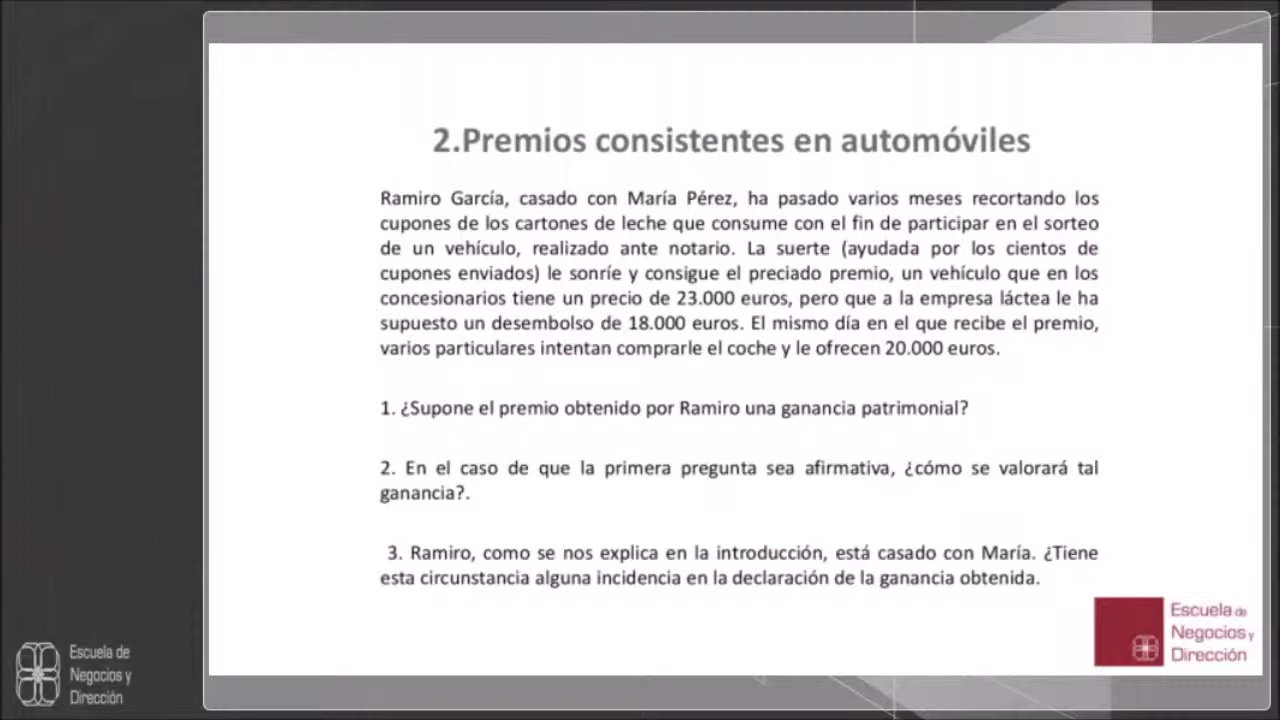 2.Premios consistentes en automóviles
Ramiro García, casado con María Pérez, ha pasado varios meses recortando los
cupones de los cartones de leche que consume con el fin de participar en el sorteo
de un vehículo, realizado ante notario. La suerte (ayudada por los cientos de
cupones enviados) le sonríe y consigue el preciado premio, un vehículo que en los
concesionarios tiene un precio de 23.000 euros, pero que a la empresa láctea le ha
supuesto un desembolso de 18.000 euros. El mismo día en el que recibe el premio,
varios particulares intentan comprarle el coche y le ofrecen 20.000 euros.
1. ¿Supone el premio obtenido por Ramiro una ganancia patrimonial?
2. En el caso de que la primera pregunta sea afirmativa, ¿cómo se valorará tal
ganancia?.
3. Ramiro, como se nos explica en la introducción, está casado con María. ¿Tiene
esta circunstancia alguna incidencia en la declaración de la ganancia obtenida.
Escuela de
Negocios y
Dirección
Escuela de
Negocios y
Dirección